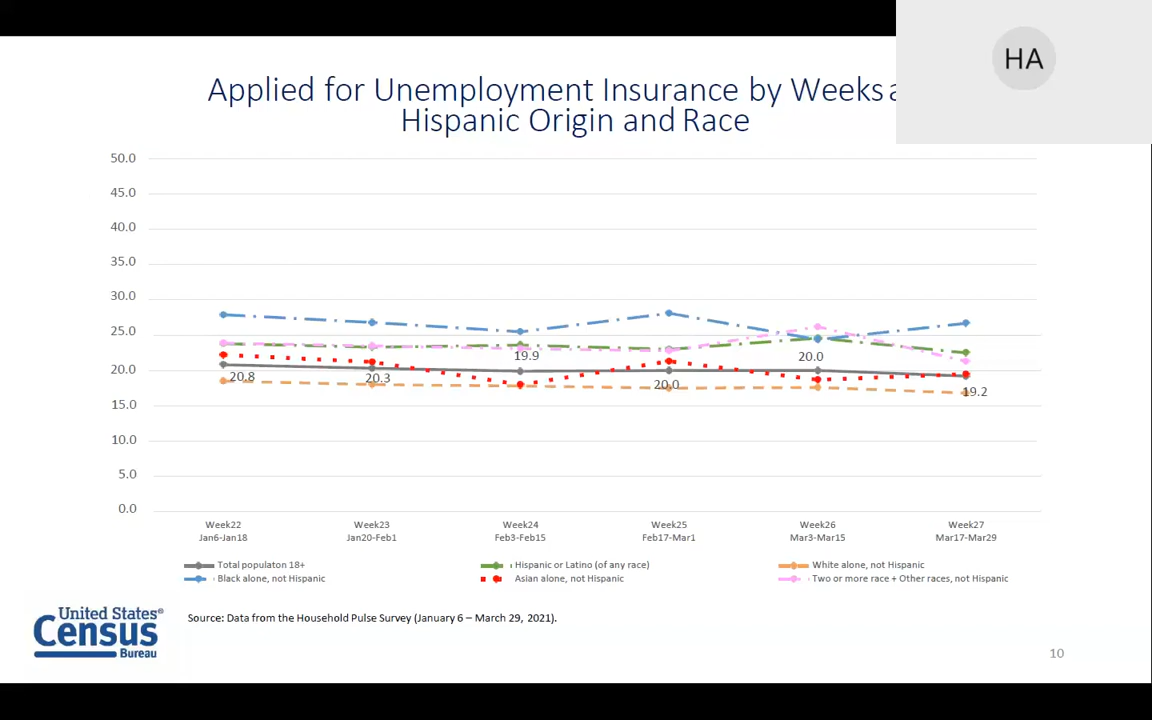 HA
Applied for Unemployment Insurance by Weeks
Hispanic Origin and Race
50.0
45.0
40.0
35.0
30.0
25.0
20.0
15.0
10.0
5.0
0.0
19.9
20.0
20.8
20.3
20.0
19.2
Week22
Jan6-Jan18
Week23
Jan20-Feb1
Week24
Feb3-Feb15
Week25
Feb17-Mar1
Week26
Mar3-Mar15
Week27
Mar17-Mar29
Total populaton 18+
Hispanic or Latino (of any race)
White alone, not Hispanic
Black alone, not Hispanic
Asian alone, not Hispanic
Two or more race + Other races, not Hispanic
United States®
Census
Bureau
Source: Data from the Household Pulse Survey (January 6 – March 29, 2021).
10